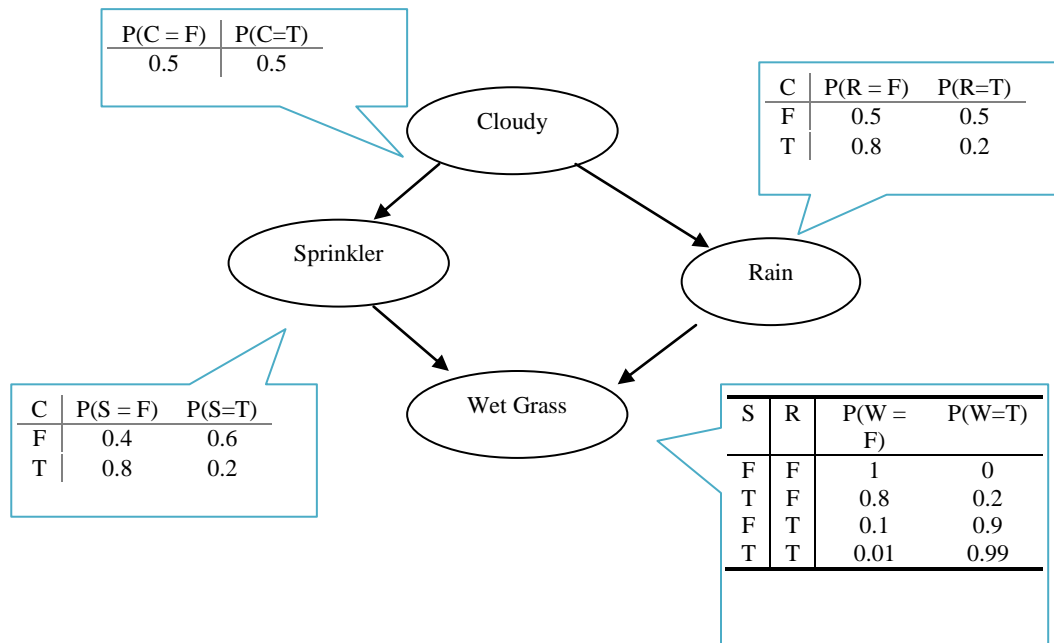 P(C = F) P(C=T)
0.5 0.5
C P(R = F) P(R=T)
F 0.5 0.5
T 0.8 0.2
Cloudy
Sprinkler
Rain
C P(S = F) P(S=T)
F 0.4 0.6
T 0.8 0.2
Wet Grass
S R P(W = P(W=T)
F)
F F 1 0
T F 0.8 0.2
F T 0.1 0.9
T T 0.01 0.99